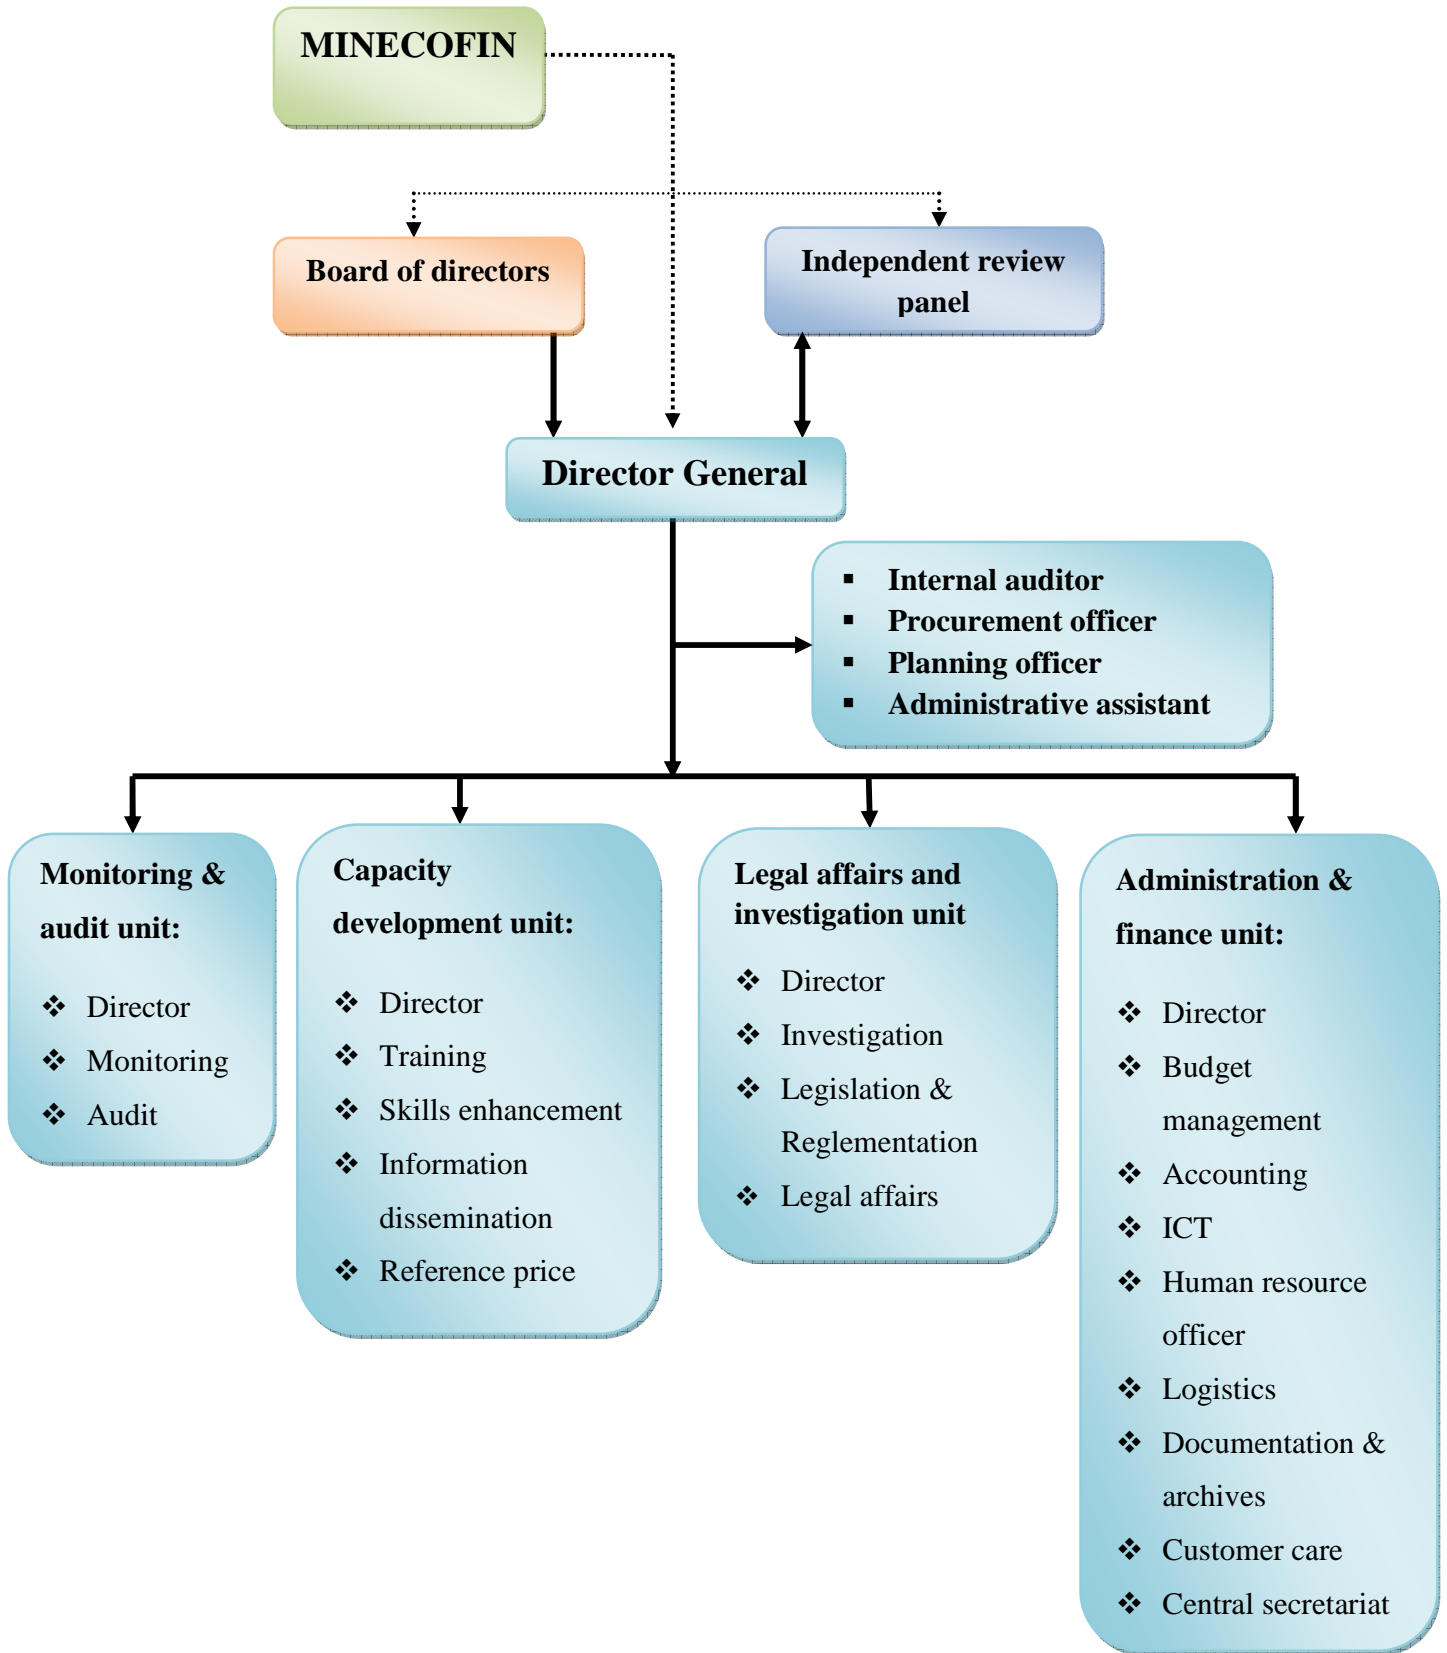 MINECOFIN
Board of directors
Independent review
panel
Director General
▪ Internal auditor
▪ Procurement officer
▪ Planning officer
▪ Administrative assistant
Monitoring &
audit unit:
❖ Director
❖ Monitoring
❖ Audit
Capacity
development unit:
❖ Director
❖ Training
❖ Skills enhancement
❖ Information
dissemination
❖ Reference price
Legal affairs and
investigation unit
❖ Director
❖ Investigation
❖ Legislation &
Reglementation
❖ Legal affairs
Administration &
finance unit:
❖ Director
❖ Budget
management
❖ Accounting
❖ ICT
❖ Human resource
officer
❖ Logistics
❖ Documentation &
archives
❖ Customer care
❖ Central secretariat